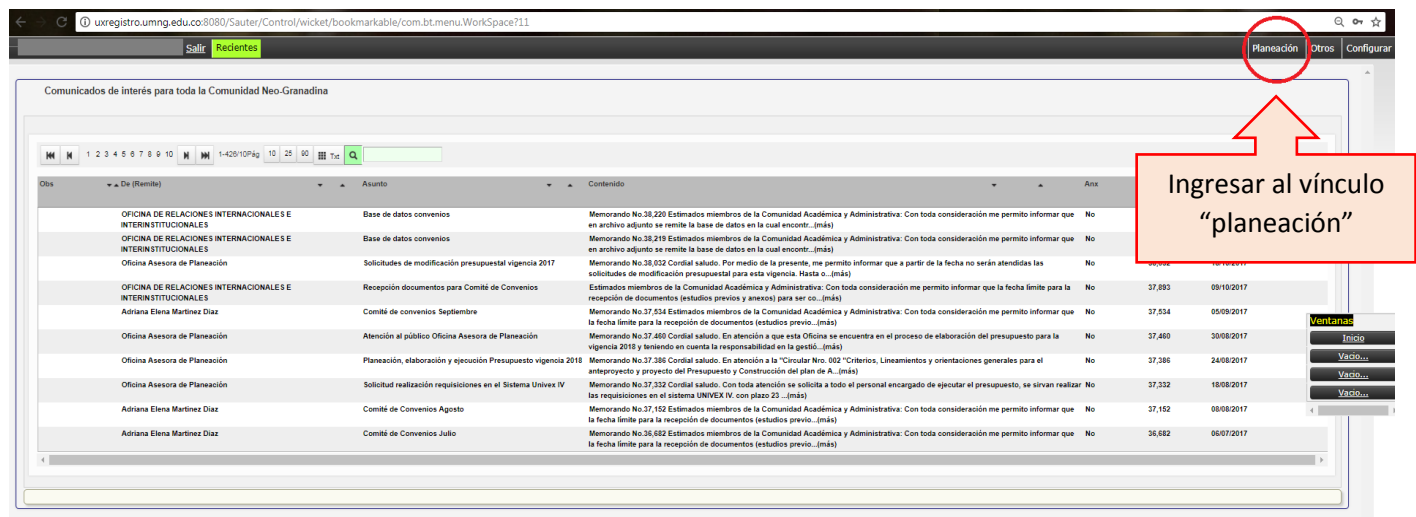 uxregistro.umng.edu.co:8080/Sauter/Control/wicket/bookmarkable/com.bt.menu.WorkSpace?11
Salir Recientes Planeación Otros Configurar
Comunicados de interés para toda la Comunidad Neo-Granadina
1 2 3 4 5 6 7 8 9 10 1-426/10Pág 10 25 90 Txt
Ingresar al vínculo
“planeación”
Obs De (Remite) Asunto Contenido Anx
OFICINA DE RELACIONES INTERNACIONALES E Base de datos convenios Memorando No.38,220 Estimados miembros de la Comunidad Académica y Administrativa: Con toda consideración me permito informar que No
INTERINSTITUCIONALES en archivo adjunto se remite la base de datos en la cual encontr...(más)
OFICINA DE RELACIONES INTERNACIONALES E Base de datos convenios Memorando No.38,219 Estimados miembros de la Comunidad Académica y Administrativa: Con toda consideración me permito informar que No
INTERINSTITUCIONALES en archivo adjunto se remite la base de datos en la cual encontr...(más)
Oficina Asesora de Planeación Solicitudes de modificación presupuestal vigencia 2017 Memorando No.38,032 Cordial saludo. Por medio de la presente, me permito informar que a partir de la fecha no serán atendidas las No
solicitudes de modificación presupuestal para esta vigencia. Hasta o...(más)
OFICINA DE RELACIONES INTERNACIONALES E Recepción documentos para Comité de Convenios Estimados miembros de la Comunidad Académica y Administrativa: Con toda consideración me permito informar que la fecha límite para la No 37,893 09/10/2017
INTERINSTITUCIONALES recepción de documentos (estudios previos y anexos) para ser co...(más)
Adriana Elena Martinez Diaz Comité de convenios Septiembre Memorando No.37,534 Estimados miembros de la Comunidad Académica y Administrativa: Con toda consideración me permito informar que No 37,534 05/09/2017
la fecha límite para la recepción de documentos (estudios previo...(más)
Oficina Asesora de Planeación Atención al público Oficina Asesora de Planeación Memorando No.37.460 Cordial saludo. En atención a que esta Oficina se encuentra en el proceso de elaboración del presupuesto para la No 37,460 30/08/2017
vigencia 2018 y teniendo en cuenta la responsabilidad en la gestió...(más)
Oficina Asesora de Planeación Planeación, elaboración y ejecución Presupuesto vigencia 2018 Memorando No.37.386 Cordial saludo. En atención a la "Circular Nro. 002 "Criterios, Lineamientos y orientaciones generales para el No 37,386 24/08/2017
anteproyecto y proyecto del Presupuesto y Construcción del plan de A...(más)
Oficina Asesora de Planeación Solicitud realización requisiciones en el Sistema Univex IV Memorando No.37,332 Cordial saludo. Con toda atención se solicita a todo el personal encargado de ejecutar el presupuesto, se sirvan realizar No 37,332 18/08/2017
las requisiciones en el sistema UNIVEX IV. con plazo 23 ...(más)
Adriana Elena Martinez Diaz Comité de Convenios Agosto Memorando No.37,152 Estimados miembros de la Comunidad Académica y Administrativa: Con toda consideración me permito informar que No 37,152 08/08/2017
la fecha límite para la recepción de documentos (estudios previo...(más)
Adriana Elena Martinez Diaz Comité de Convenios Julio Memorando No.36,682 Estimados miembros de la Comunidad Académica y Administrativa: Con toda consideración me permito informar que No 36,682 06/07/2017
la fecha límite para la recepción de documentos (estudios previo...(más)
Ventanas
Inicio
Vacio...
Vacio...
Vacio...